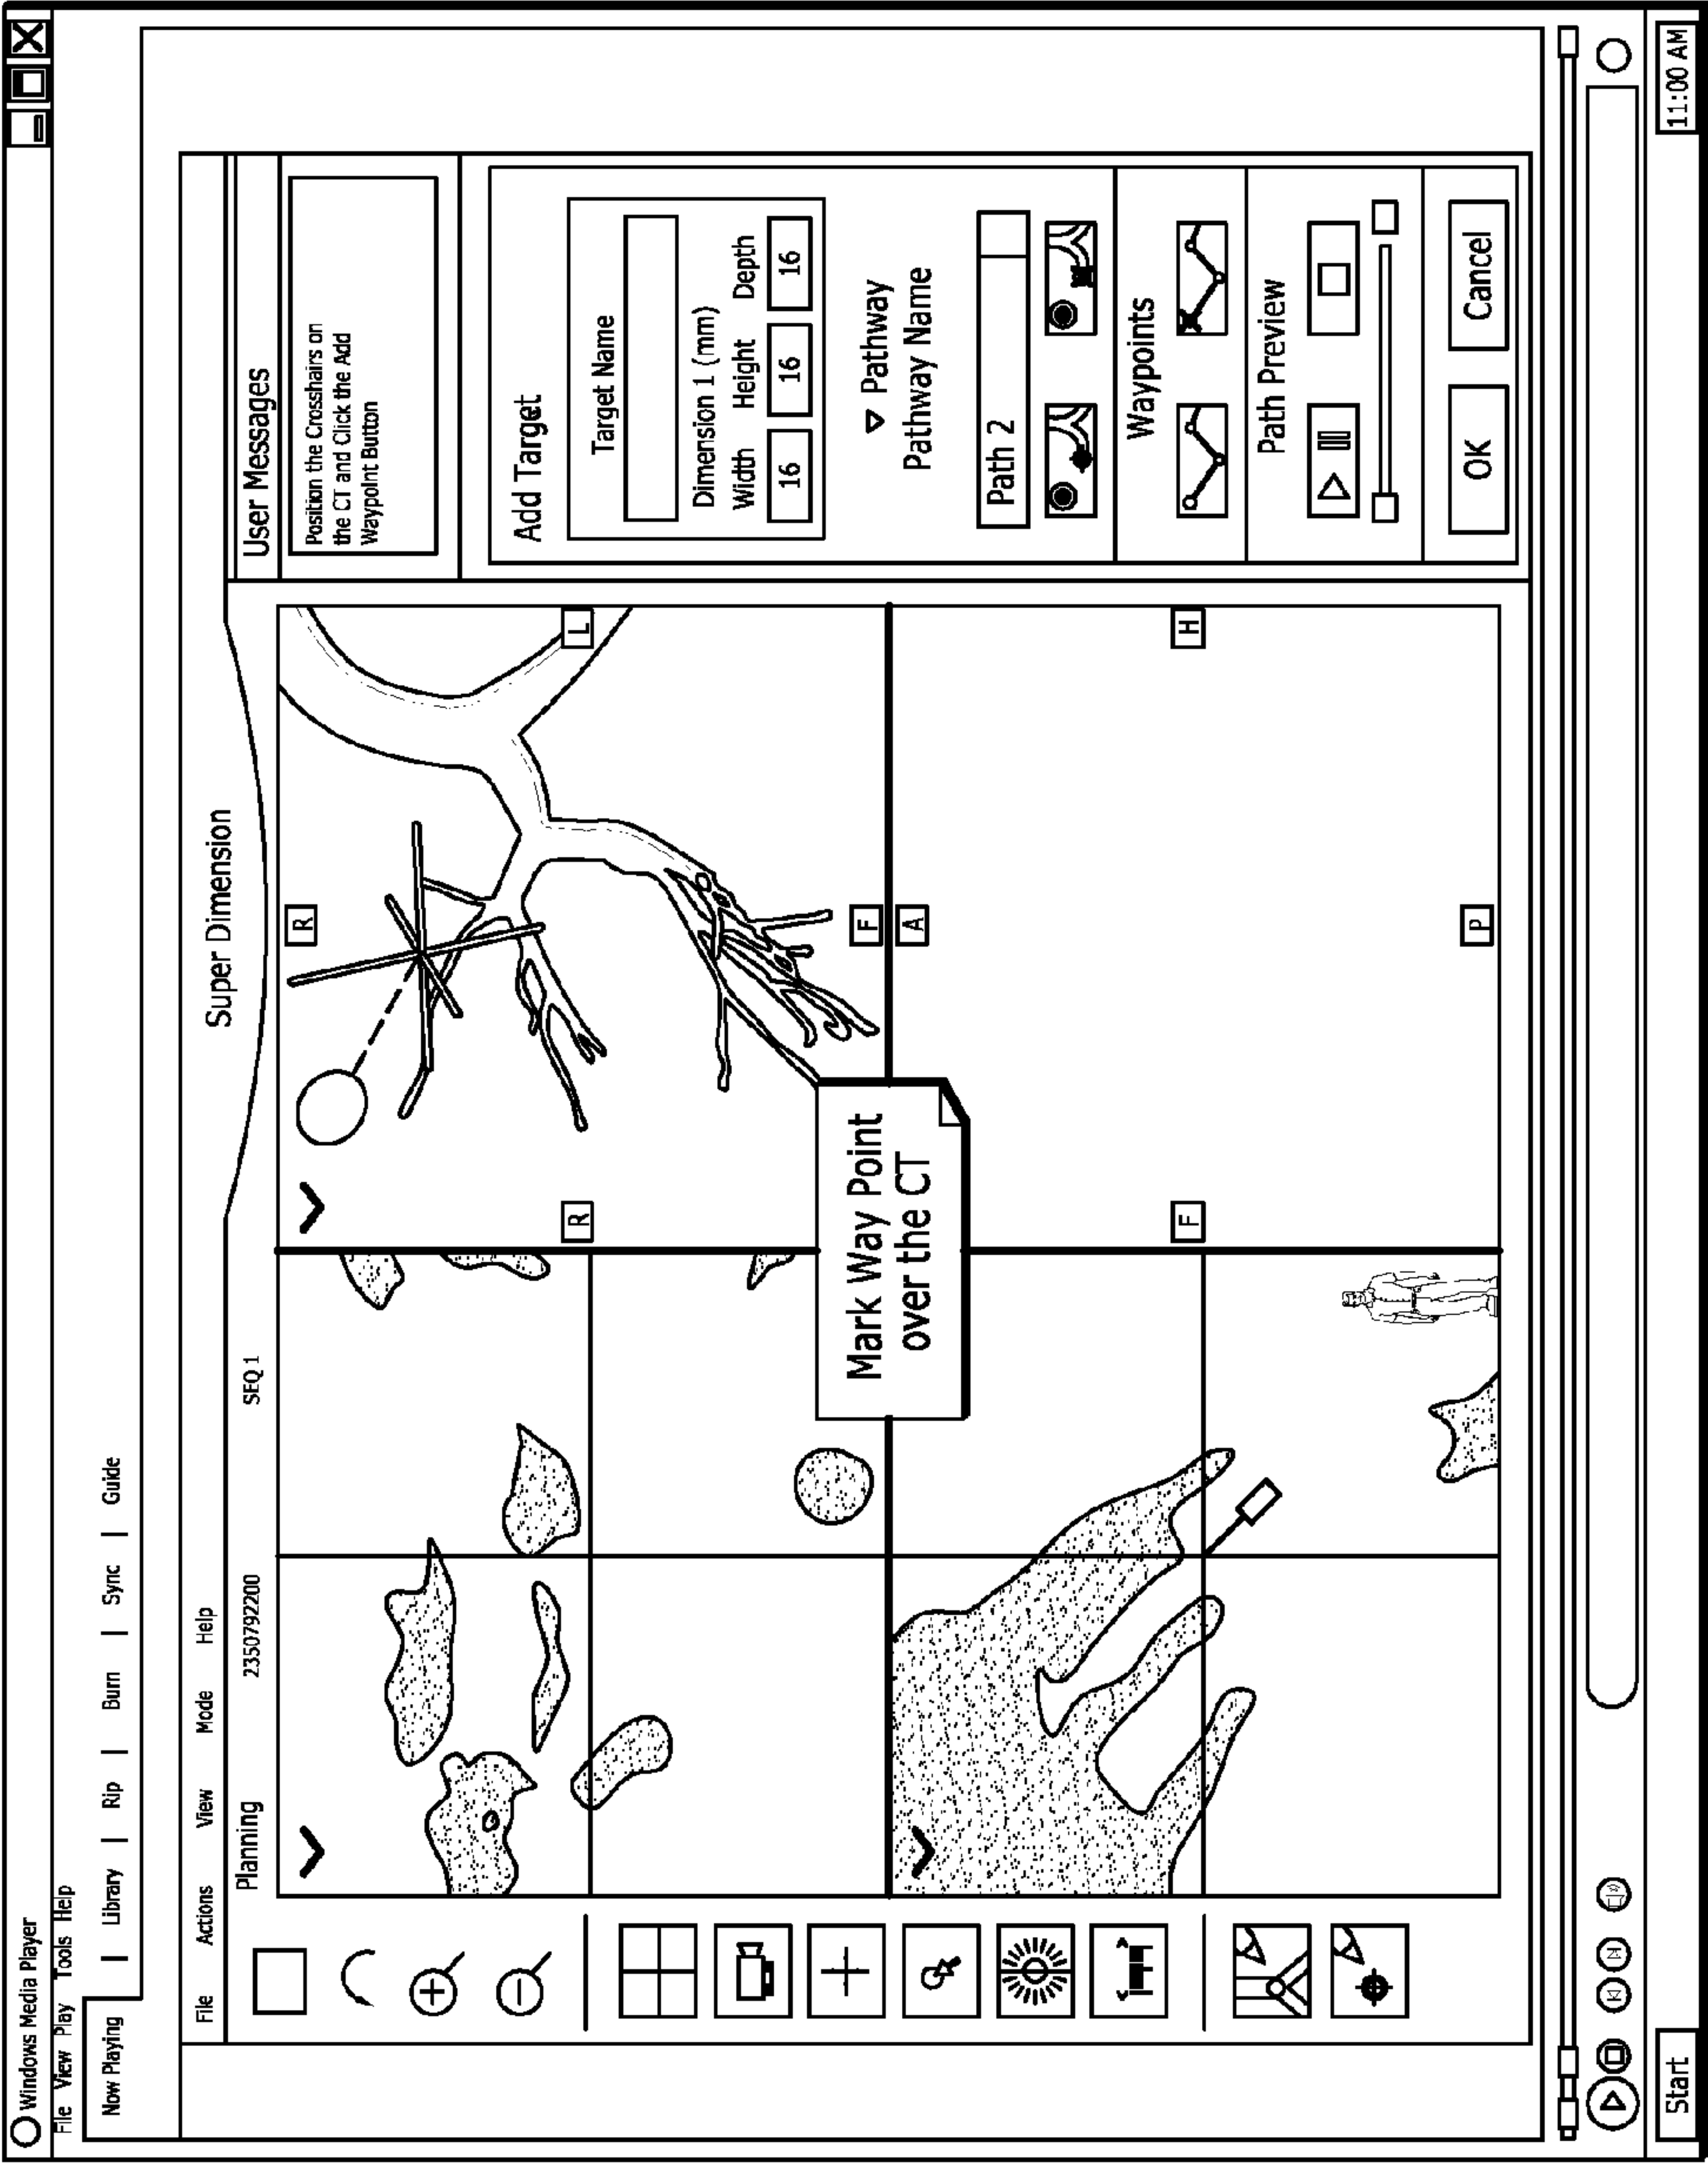 Windows Media Player
File View Play Tools Help
Now Playing | Library | Rip | Burn | Sync | Guide
Super Dimension
File Actions View Mode Help
Planning 2350792200 SEQ 1
User Messages
Position the Crosshairs on
the CT and Click the Add
Waypoint Button
R
R
L
F
A
F
H
P
Mark Way Point
over the CT
Add Target
Target Name
Dimension 1 (mm)
Width Height Depth
16 16 16
Pathway
Pathway Name
Path 2
Waypoints
Path Preview
OK Cancel
Start
11:00 AM